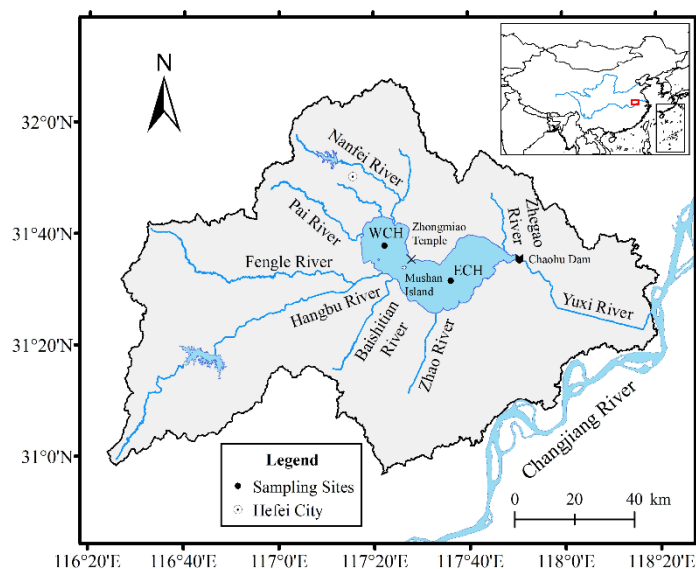 N
32°0'N
31°40'N
31°20'N
31°0'N
Nanfei River
Pai River
WCH
Zhongmiao
Temple
Zhegao
River
Chaohu Dam
Fengle River
Mushan
Island
ECH
Hangbu River
Yuxi River
Baishitian
River
Zhao River
Changjiang River
Legend
Sampling Sites
Hefei City
0 20 40 km
116°20'E 116°40'E 117°0'E 117°20'E 117°40'E 118°0'E 118°20'E